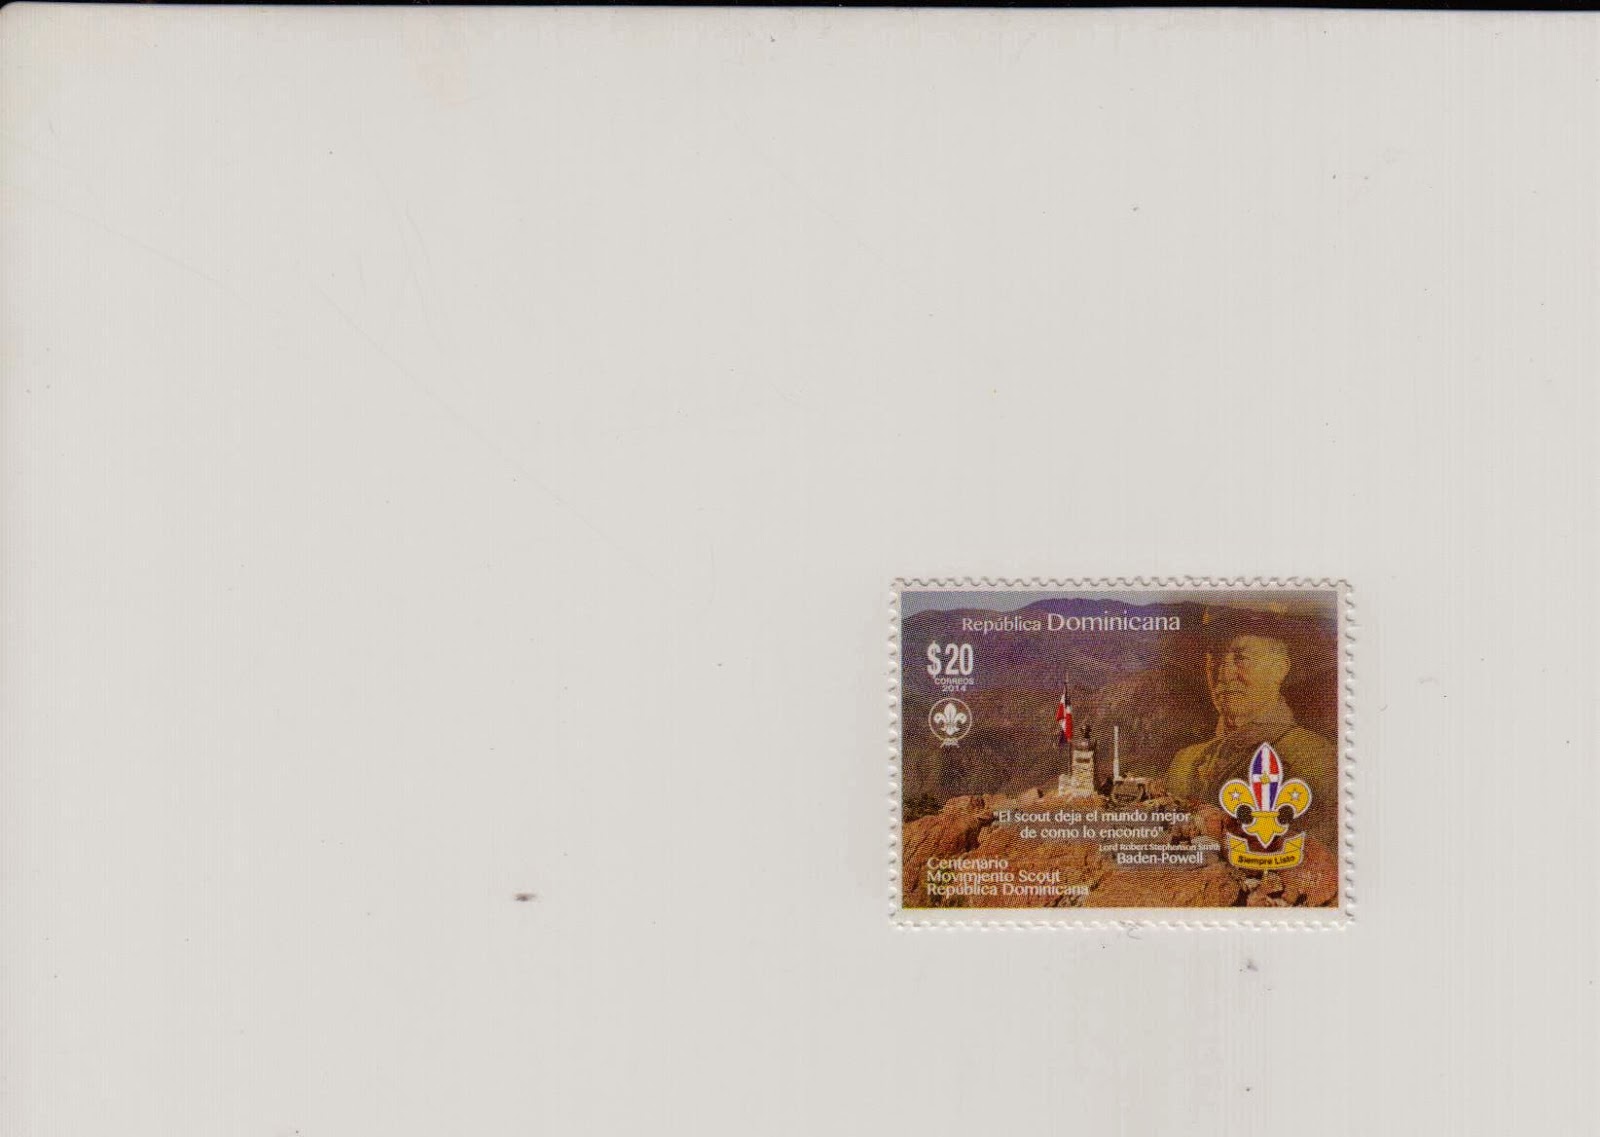 República Dominicana
$20
CORREOS
2014
"El scout deja el mundo mejor
de como lo encontró"
Lord Robert Stephenson Smith
Baden-Powell
Centenario
Movimiento Scout
República Dominicana
Siempre Listo